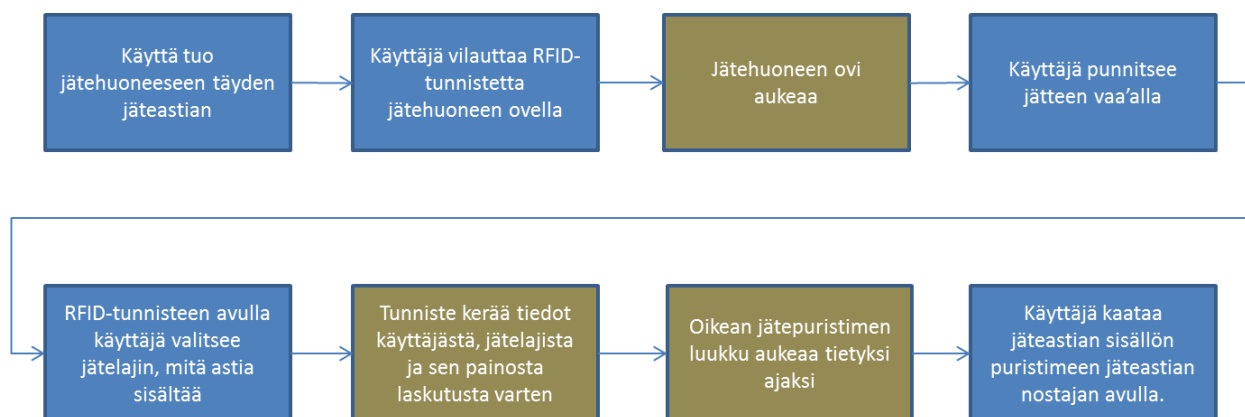 Käyttä tuo
jätehuoneeseen täyden
jäteastian
Käyttäjä vilauttaa RFID-
tunnistetta
jätehuoneen ovella
Jätehuoneen ovi
aukeaa
Käyttäjä punnitsee
jätteen vaa’alla
RFID-tunnisteen avulla
käyttäjä valitsee
jätelajin, mitä astia
sisältää
Tunniste kerää tiedot
käyttäjästä, jätelajista
ja sen painosta
laskutusta varten
Oikean jätepuristimen
luukku aukeaa tietyksi
ajaksi
Käyttäjä kaataa
jäteastian sisällön
puristimeen jäteastian
nostajan avulla.